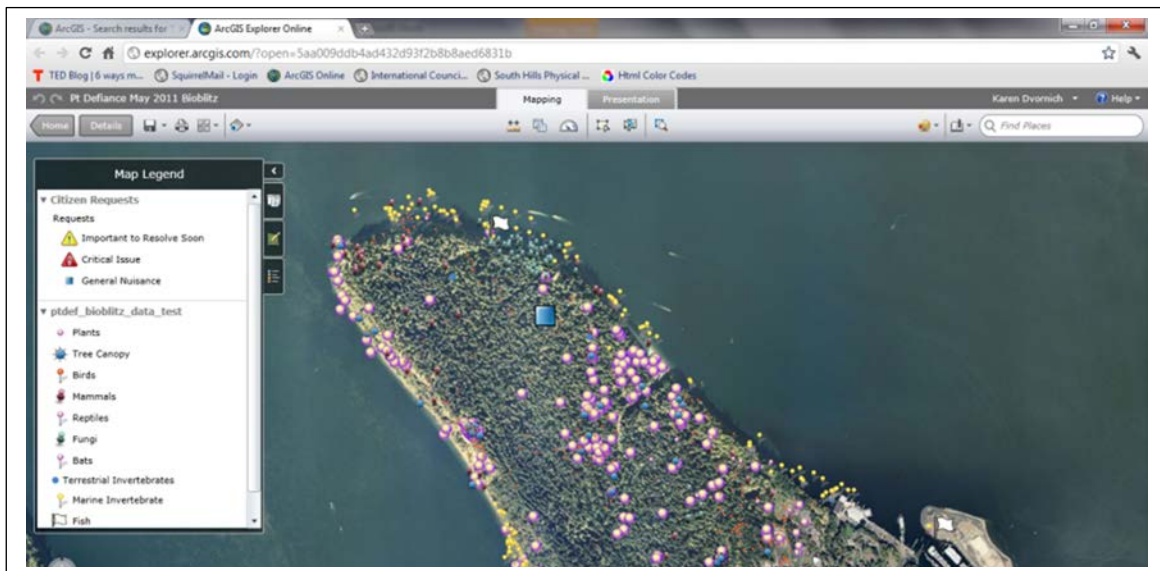 ArcGIS - Search results for
ArcGIS Explorer Online
explorer.arcgis.com/?open=5aa009ddb4ad432d93f2b8b8aed6831b
TED Blog | 6 ways m... SquirrelMail - Login ArcGIS Online International Counci... South Hills Physical ... Html Color Codes
Pt Defiance May 2011 Bioblitz Mapping Presentation Karen Dvornich Help
Home Details Find Places
Map Legend
Citizen Requests
Requests
Important to Resolve Soon
Critical Issue
General Nuisance
ptdef_bioblitz_data_test
Plants
Tree Canopy
Birds
Mammals
Reptiles
Fungi
Bats
Terrestrial Invertebrates
Marine Invertebrate
Fish